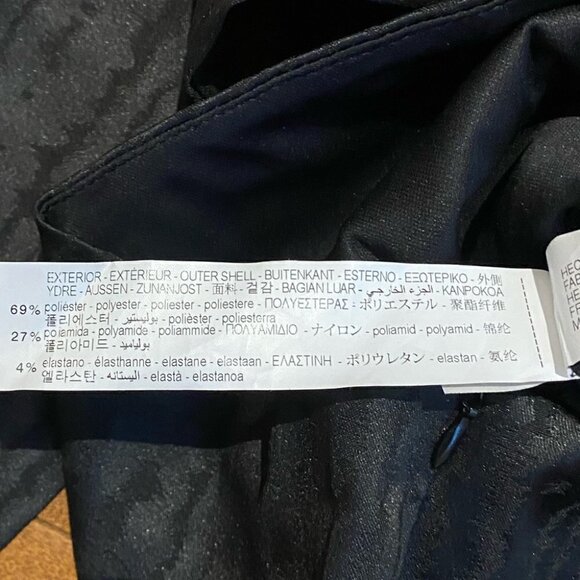 EXTERIOR - EXTÉRIEUR - OUTER SHELL - BUITENKANT - ESTERNO - ΕΞΩΤΕΡΙΚΟ - 外側
YDRE - AUSSEN - ZUNANJOST - 面料 - 겉감 - BAGIAN LUAR - الجزء الخارجي - KANPOKOA
69% poliéster - polyester - polyester - poliestere - ΠΟΛΥΕΣΤΕΡΑΣ - ポリエステル - 聚酯纤维
폴리에스터 - بوليستير - polièster - poliesterra
27% poliamida - polyamide - poliammide - ΠΟΛΥΑΜΙΔΙΟ - ナイロン - poliamid - polyamid - 锦纶
폴리아미드 - بولياميد
4% elastano - élasthanne - elastane - elastaan - ΕΛΑΣΤΙΝΗ - ポリウレタン - elastan - 氨纶
엘라스탄 - اليستانه - elastà - elastanoa
HEC
FAB